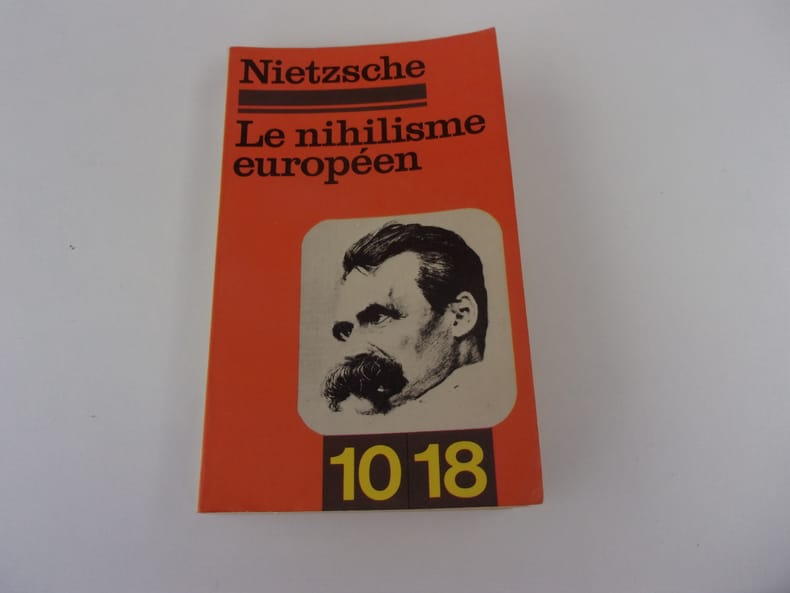 Nietzsche
Le nihilisme
européen
10 18